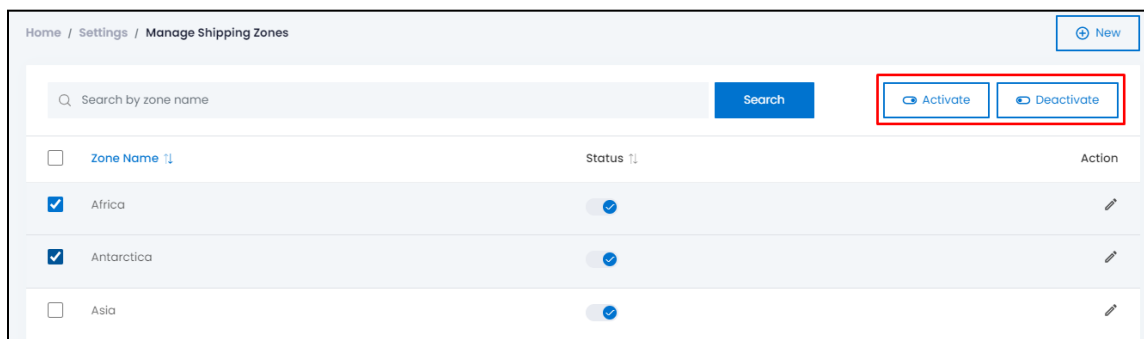 Home / Settings / Manage Shipping Zones
New
Search by zone name
Search
Activate
Deactivate
Zone Name
Status
Action
Africa
Antarctica
Asia